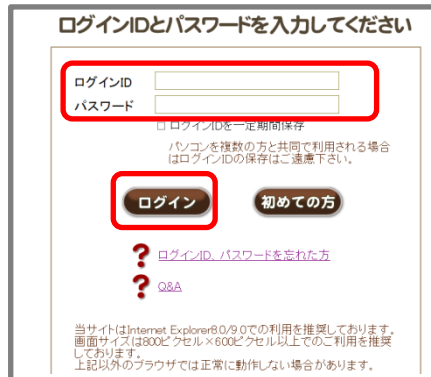 ログインIDとパスワードを入力してください
ログインID
パスワード
ログインIDを一定期間保存
パソコンを複数の方と共同で利用される場合
はログインIDの保存はご遠慮下さい。
ログイン
初めての方
? ログインID、パスワードを忘れた方
? Q&A
当サイトはInternet Explorer8.0/9.0での利用を推奨しております。
画面サイズは800ピクセル×600ピクセル以上でのご利用を推奨
しております。
上記以外のブラウザでは正常に動作しない場合があります。